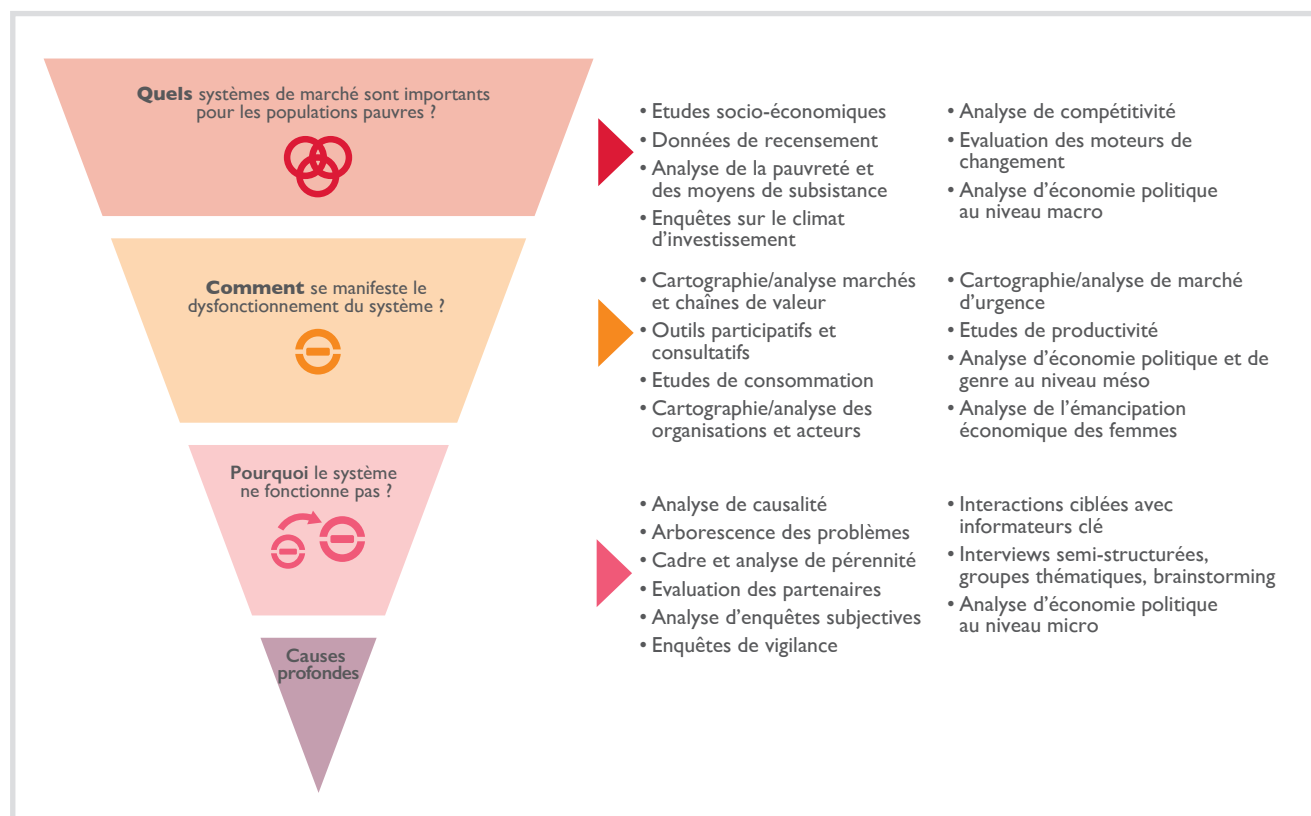 Quels systèmes de marché sont importants
pour les populations pauvres ?
• Etudes socio-économiques
• Données de recensement
• Analyse de la pauvreté et
des moyens de subsistance
• Enquêtes sur le climat
d’investissement
• Analyse de compétitivité
• Evaluation des moteurs de
changement
• Analyse d’économie politique
au niveau macro
Comment se manifeste le
dysfonctionnement du système ?
• Cartographie/analyse marchés
et chaînes de valeur
• Outils participatifs et
consultatifs
• Etudes de consommation
• Cartographie/analyse des
organisations et acteurs
• Cartographie/analyse de marché
d’urgence
• Etudes de productivité
• Analyse d’économie politique et de
genre au niveau méso
• Analyse de l’émancipation
économique des femmes
Pourquoi le système
ne fonctionne pas ?
• Analyse de causalité
• Arborescence des problèmes
• Cadre et analyse de pérennité
• Evaluation des partenaires
• Analyse d’enquêtes subjectives
• Enquêtes de vigilance
• Interactions ciblées avec
informateurs clé
• Interviews semi-structurées,
groupes thématiques, brainstorming
• Analyse d’économie politique
au niveau micro
Causes
profondes